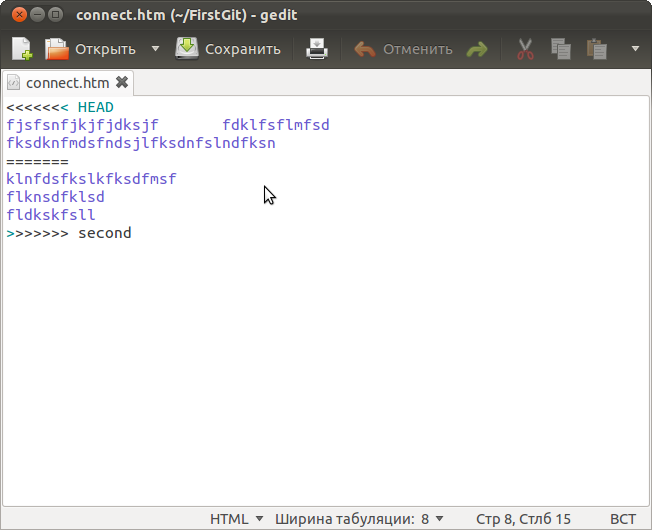 connect.htm (~/FirstGit) - gedit
Открыть Сохранить Отменить
connect.htm
<<<<<<< HEAD
fjsfsnfjkjfjdksjf	fdklfsflmfsd
fksdknfmdsfndsjlfksdnfslndfksn
=======
klnfdsfkslkfksdfmsf
flknsdfklsd
fldkskfsll
>>>>>>> second
HTML Ширина табуляции: 8 Стр 8, Стлб 15 ВСТ